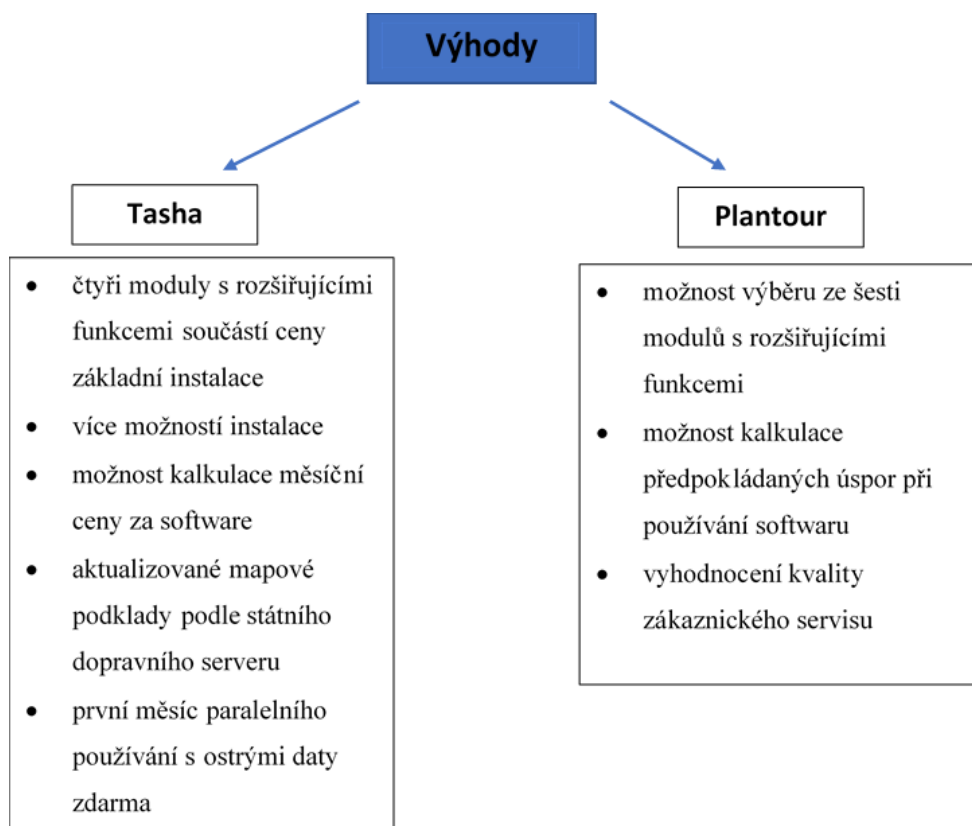 Výhody
Tasha
• čtyři moduly s rozšiřujícími
funkcemi součástí ceny
základní instalace
• více možností instalace
• možnost kalkulace měsíční
ceny za software
• aktualizované mapové
podklady podle státního
dopravního serveru
• první měsíc paralelního
používání s ostrými daty
zdarma
Plantour
• možnost výběru ze šesti
modulů s rozšiřujícími
funkcemi
• možnost kalkulace
předpokládaných úspor při
používání softwaru
• vyhodnocení kvality
zákaznického servisu